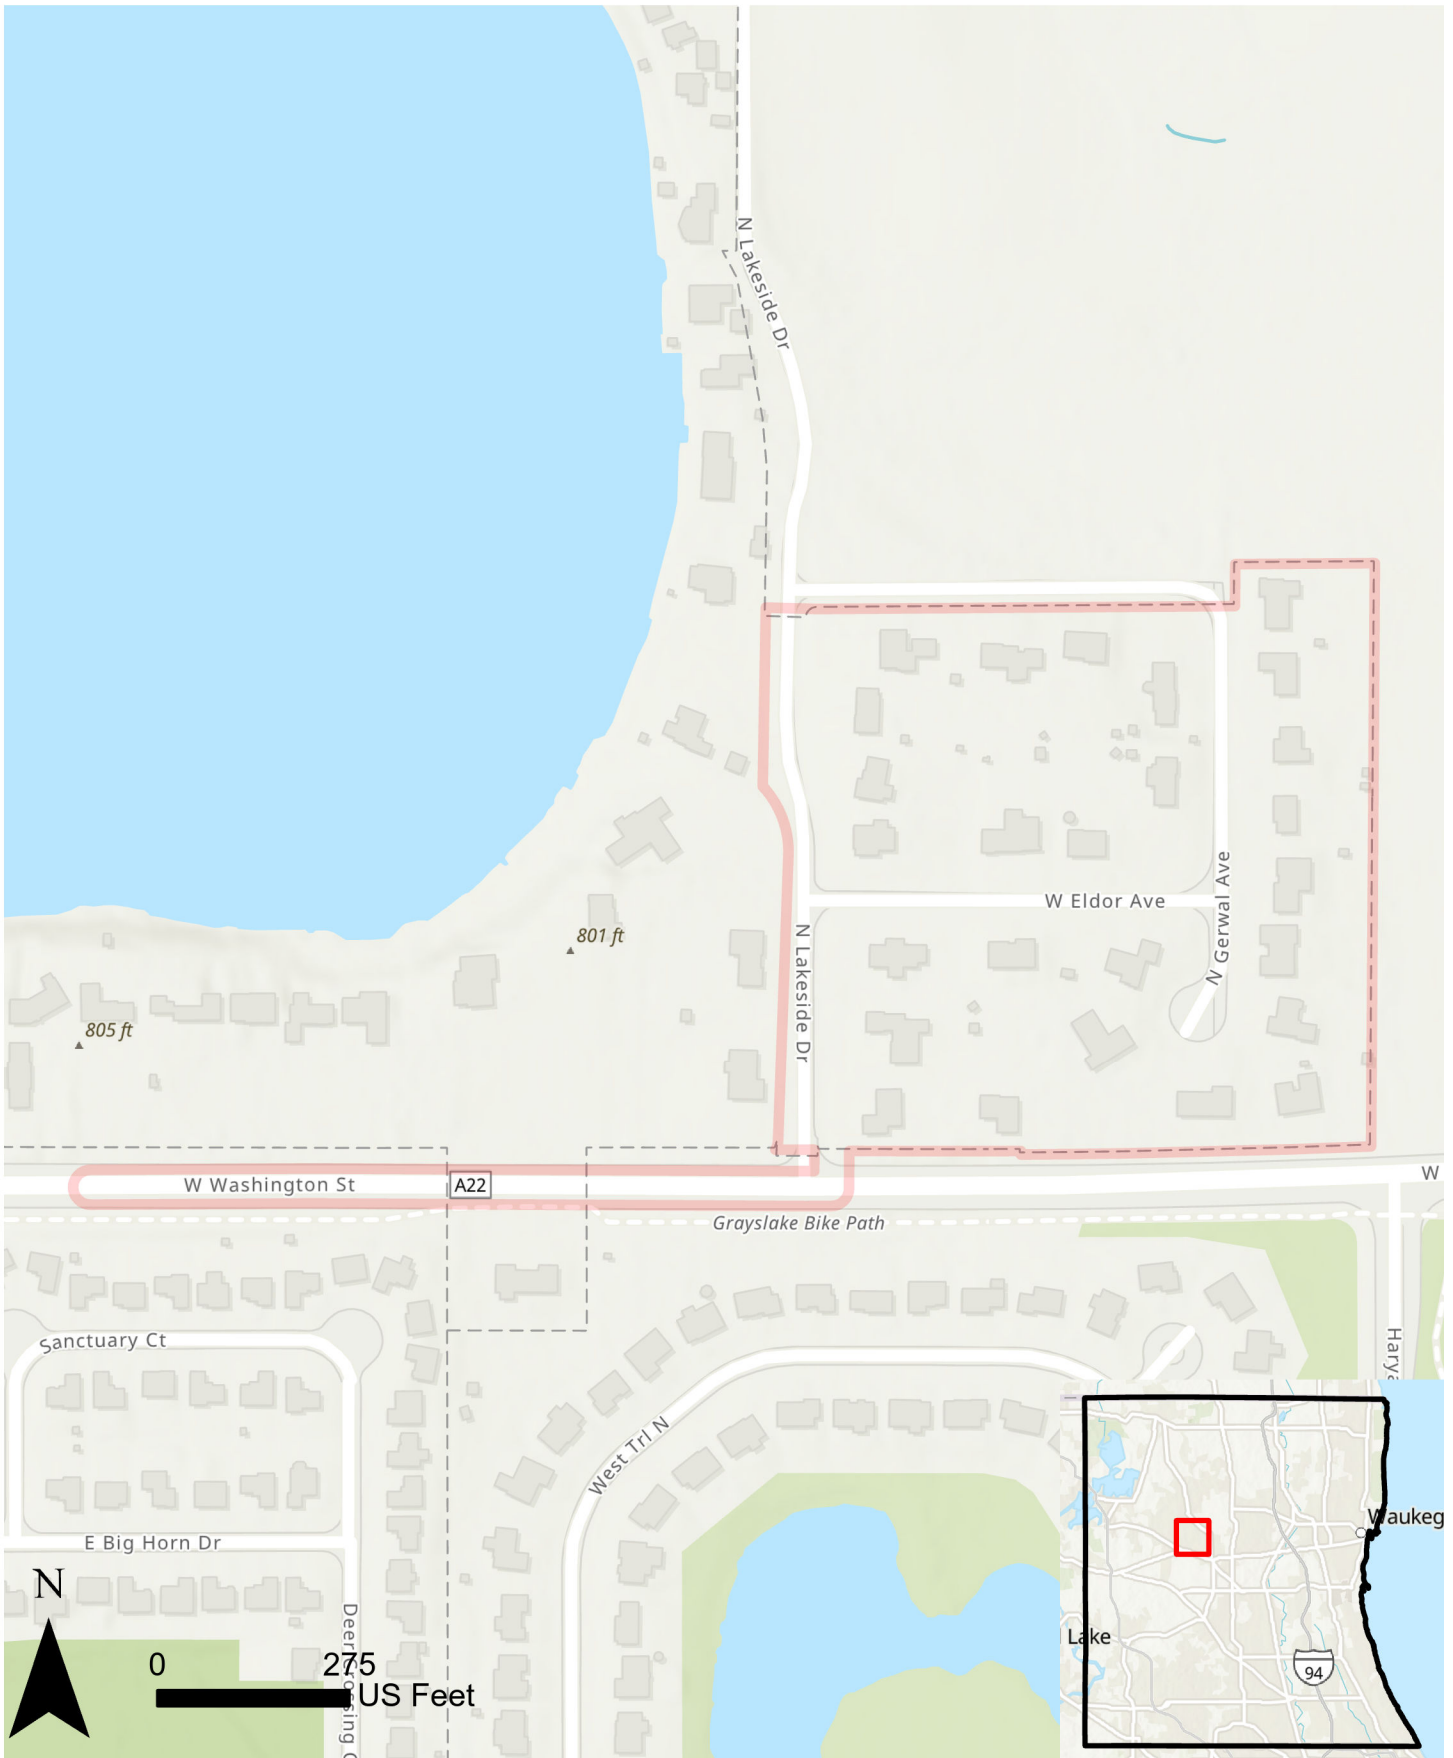 N Lakeside Dr
W Eldor Ave
N Gerwal Ave
801 ft
N Lakeside Dr
805 ft
W Washington St
A22
W
Grayslake Bike Path
Sanctuary Ct
West Trl N
E Big Horn Dr
N
0
275
US Feet
Waukeg
Lake
94